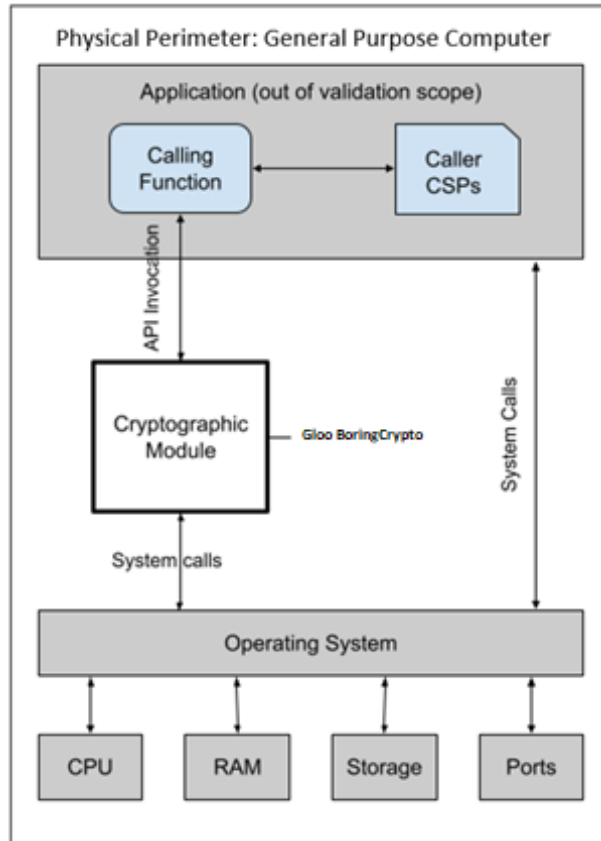 Physical Perimeter: General Purpose Computer
Application (out of validation scope)
Calling
Function
Caller
CSPs
API Invocation
Cryptographic
Module
Gloo BoringCrypto
System Calls
System calls
Operating System
CPU
RAM
Storage
Ports